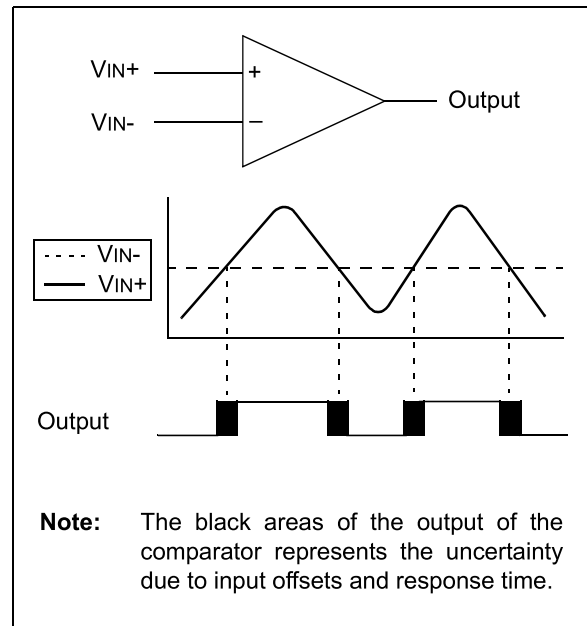 VIN+
+
Output
VIN-
–
VIN-
VIN+
Output
Note: The black areas of the output of the
comparator represents the uncertainty
due to input offsets and response time.